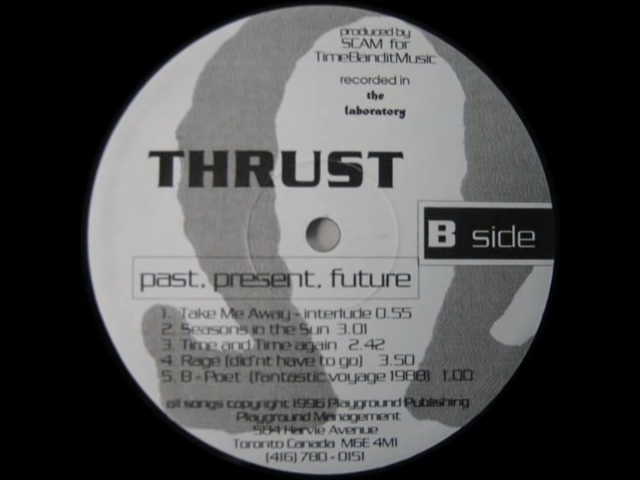 produced by
SCAM for
TimeBanditMusic
recorded in
the
laboratory
THRUST
B side
past, present, future
1. Take Me Away - interlude 0.55
2. Seasons in the Sun 3.01
3. Time and Time again 2.42
4. Rage (did'nt have to go) 3.50
5. B - Poet (fantastic voyage 1988) 1.00
all songs copyright 1996 Playground Publishing
Playground Management
584 Harvie Avenue
Toronto Canada M6E 4M1
(416) 780 - 0151